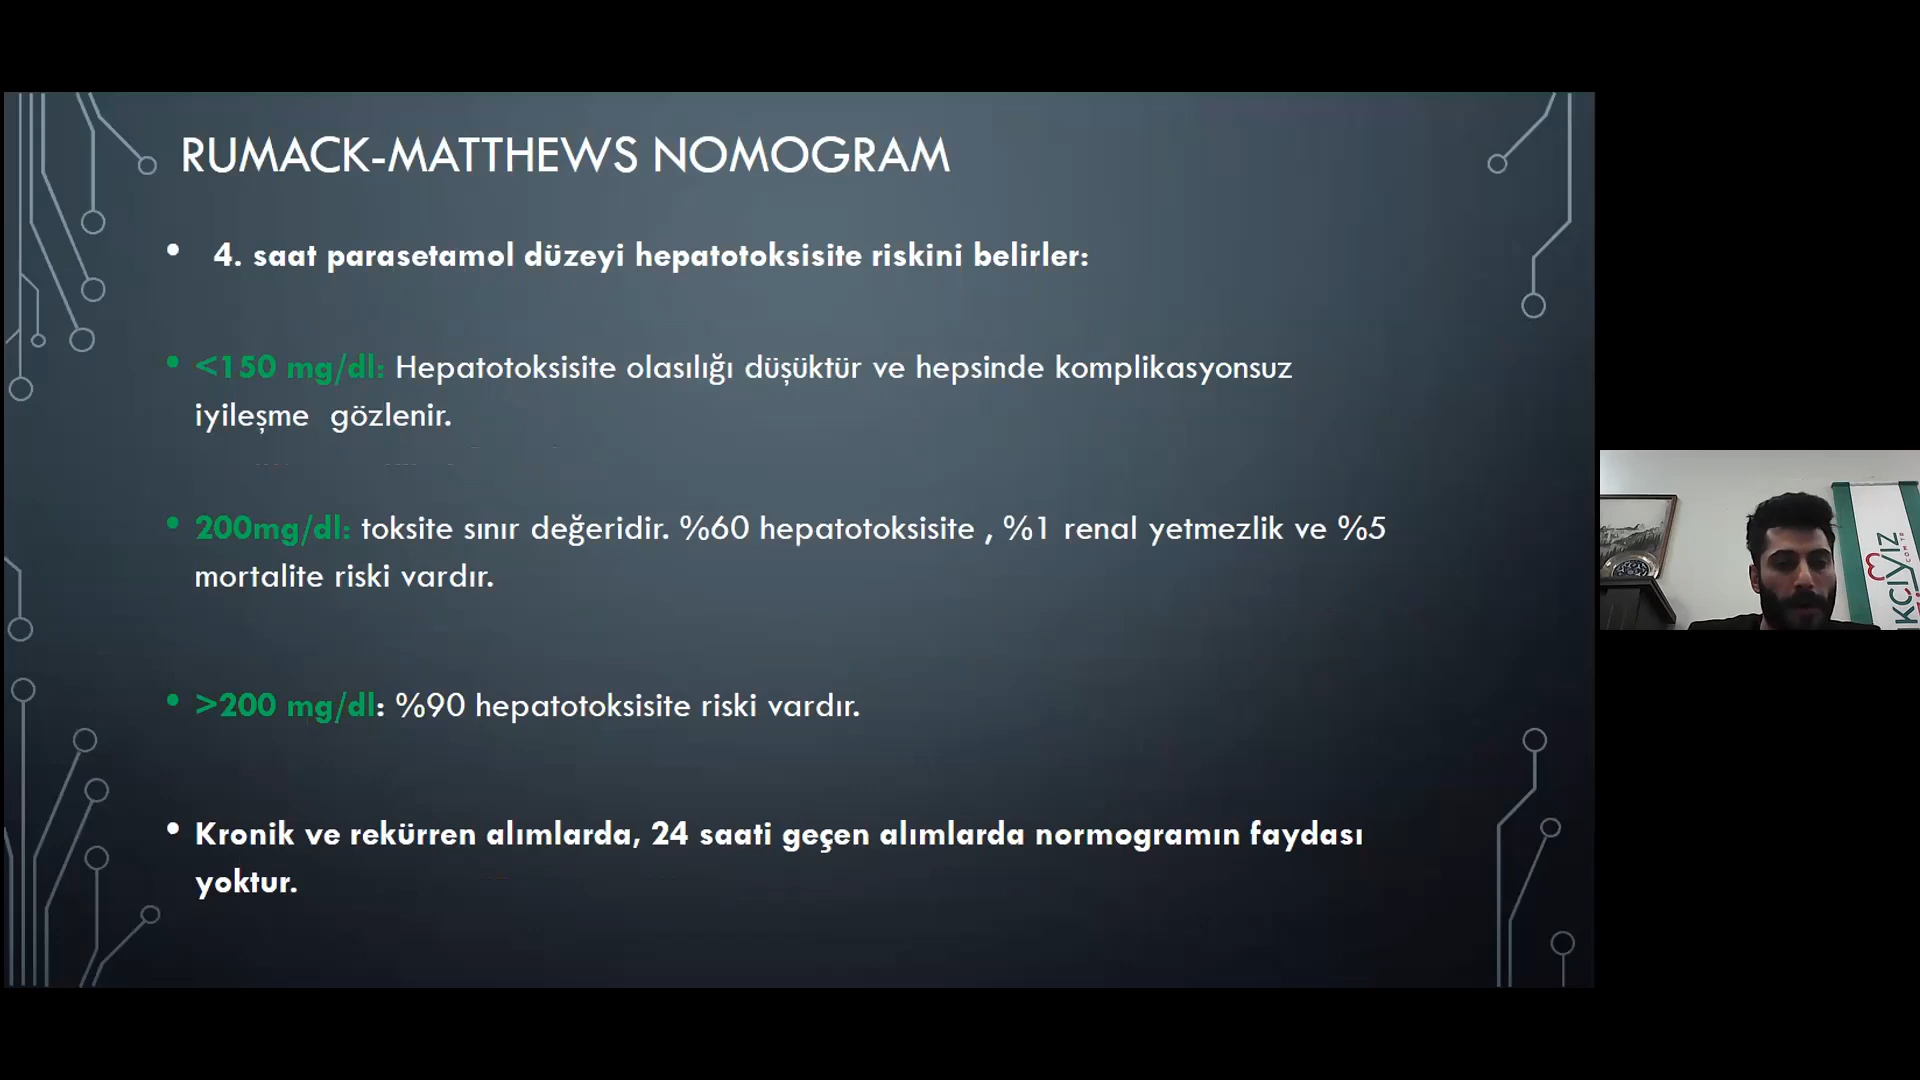 RUMACK-MATTHEWS NOMOGRAM
• 4. saat parasetamol düzeyi hepatotoksisite riskini belirler:
• <150 mg/dl: Hepatotoksisite olasılığı düşüktür ve hepsinde komplikasyonsuz
iyileşme gözlenir.
• 200mg/dl: toksite sınır değeridir. %60 hepatotoksisite , %1 renal yetmezlik ve %5
mortalite riski vardır.
• >200 mg/dl: %90 hepatotoksisite riski vardır.
• Kronik ve rekürren alımlarda, 24 saati geçen alımlarda normogramın faydası
yoktur.